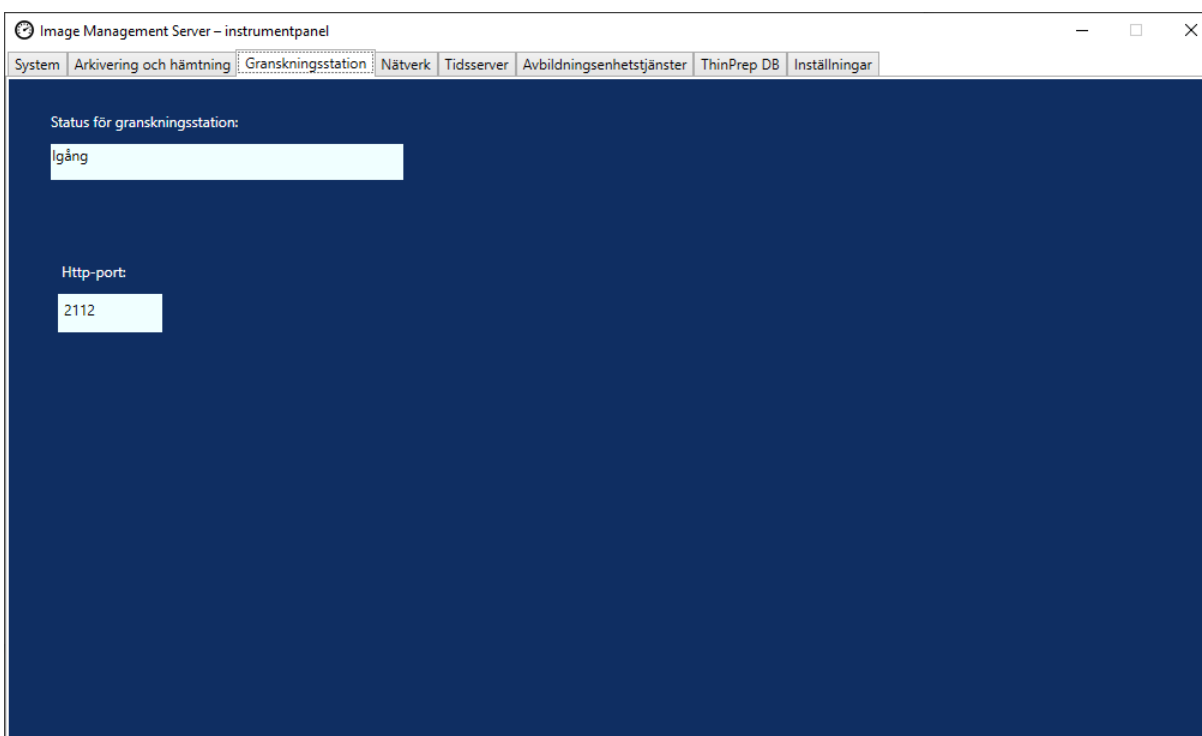 Image Management Server – instrumentpanel
System Arkivering och hämtning Granskningsstation Nätverk Tidsserver Avbildningsenhetstjänster ThinPrep DB Inställningar
Status för granskningsstation:
Igång
Http-port:
2112